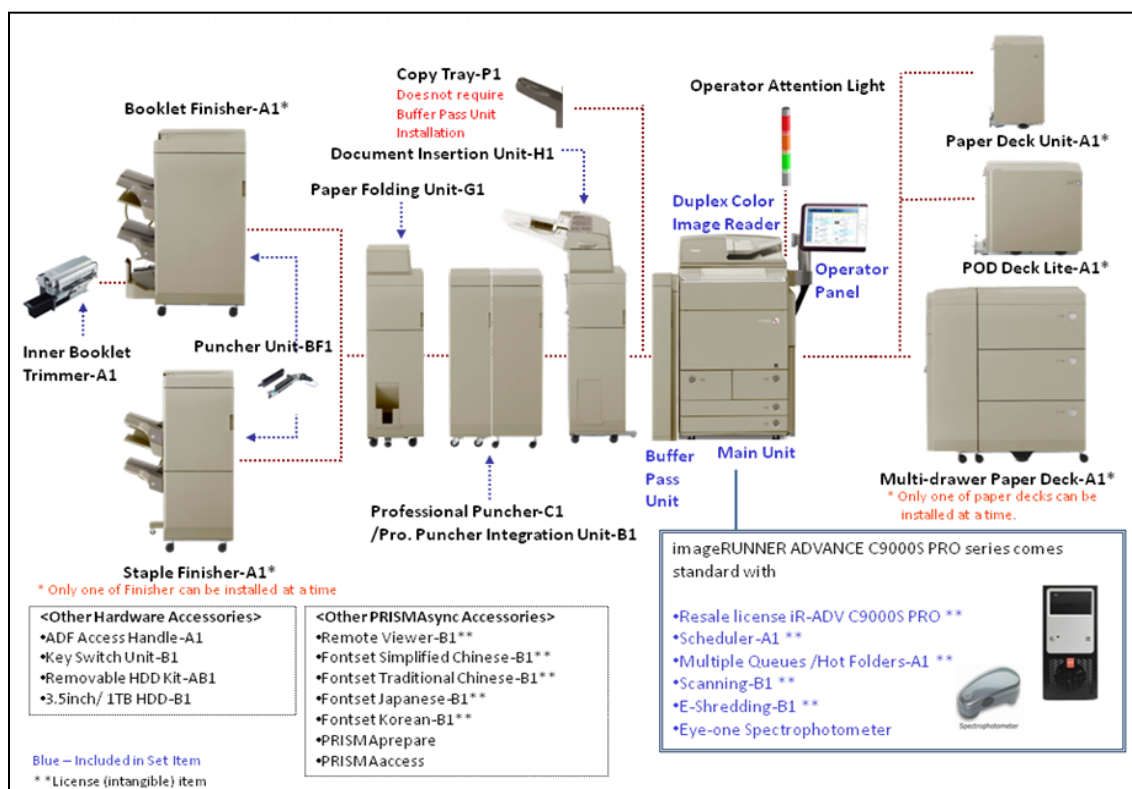 Copy Tray-P1
Does not require
Buffer Pass Unit
Installation
Operator Attention Light
Booklet Finisher-A1*
Paper Deck Unit-A1*
Document Insertion Unit-H1
Paper Folding Unit-G1
Duplex Color
Image Reader
Operator
Panel
POD Deck Lite-A1*
Inner Booklet
Trimmer-A1
Puncher Unit-BF1
Buffer
Pass
Unit
Main Unit
Multi-drawer Paper Deck-A1*
* Only one of paper decks can be
installed at a time.
Professional Puncher-C1
/Pro. Puncher Integration Unit-B1
Staple Finisher-A1*
* Only one of Finisher can be installed at a time
imageRUNNER ADVANCE C9000S PRO series comes
standard with
•Resale license iR-ADV C9000S PRO **
•Scheduler-A1 **
•Multiple Queues /Hot Folders-A1 **
•Scanning-B1 **
•E-Shredding-B1 **
•Eye-one Spectrophotometer
Spectrophotometer
<Other Hardware Accessories>
•ADF Access Handle-A1
•Key Switch Unit-B1
•Removable HDD Kit-AB1
•3.5inch/ 1TB HDD-B1
<Other PRISMAsync Accessories>
•Remote Viewer-B1**
•Fontset Simplified Chinese-B1**
•Fontset Traditional Chinese-B1**
•Fontset Japanese-B1**
•Fontset Korean-B1**
•PRISMAprepare
•PRISMAaccess
Blue – Included in Set Item
* *License (intangible) item